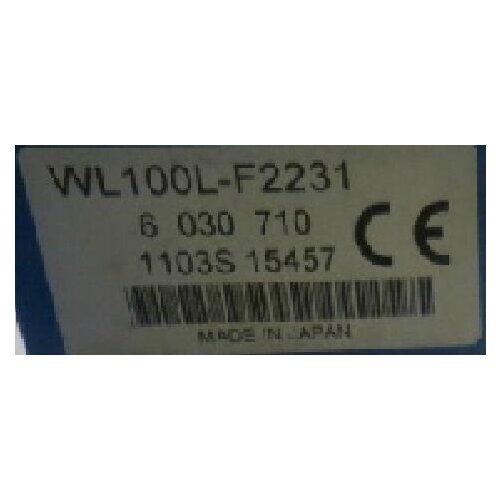 WL100L-F2231
6 030 710
1103S 15457
CE
MADE IN JAPAN